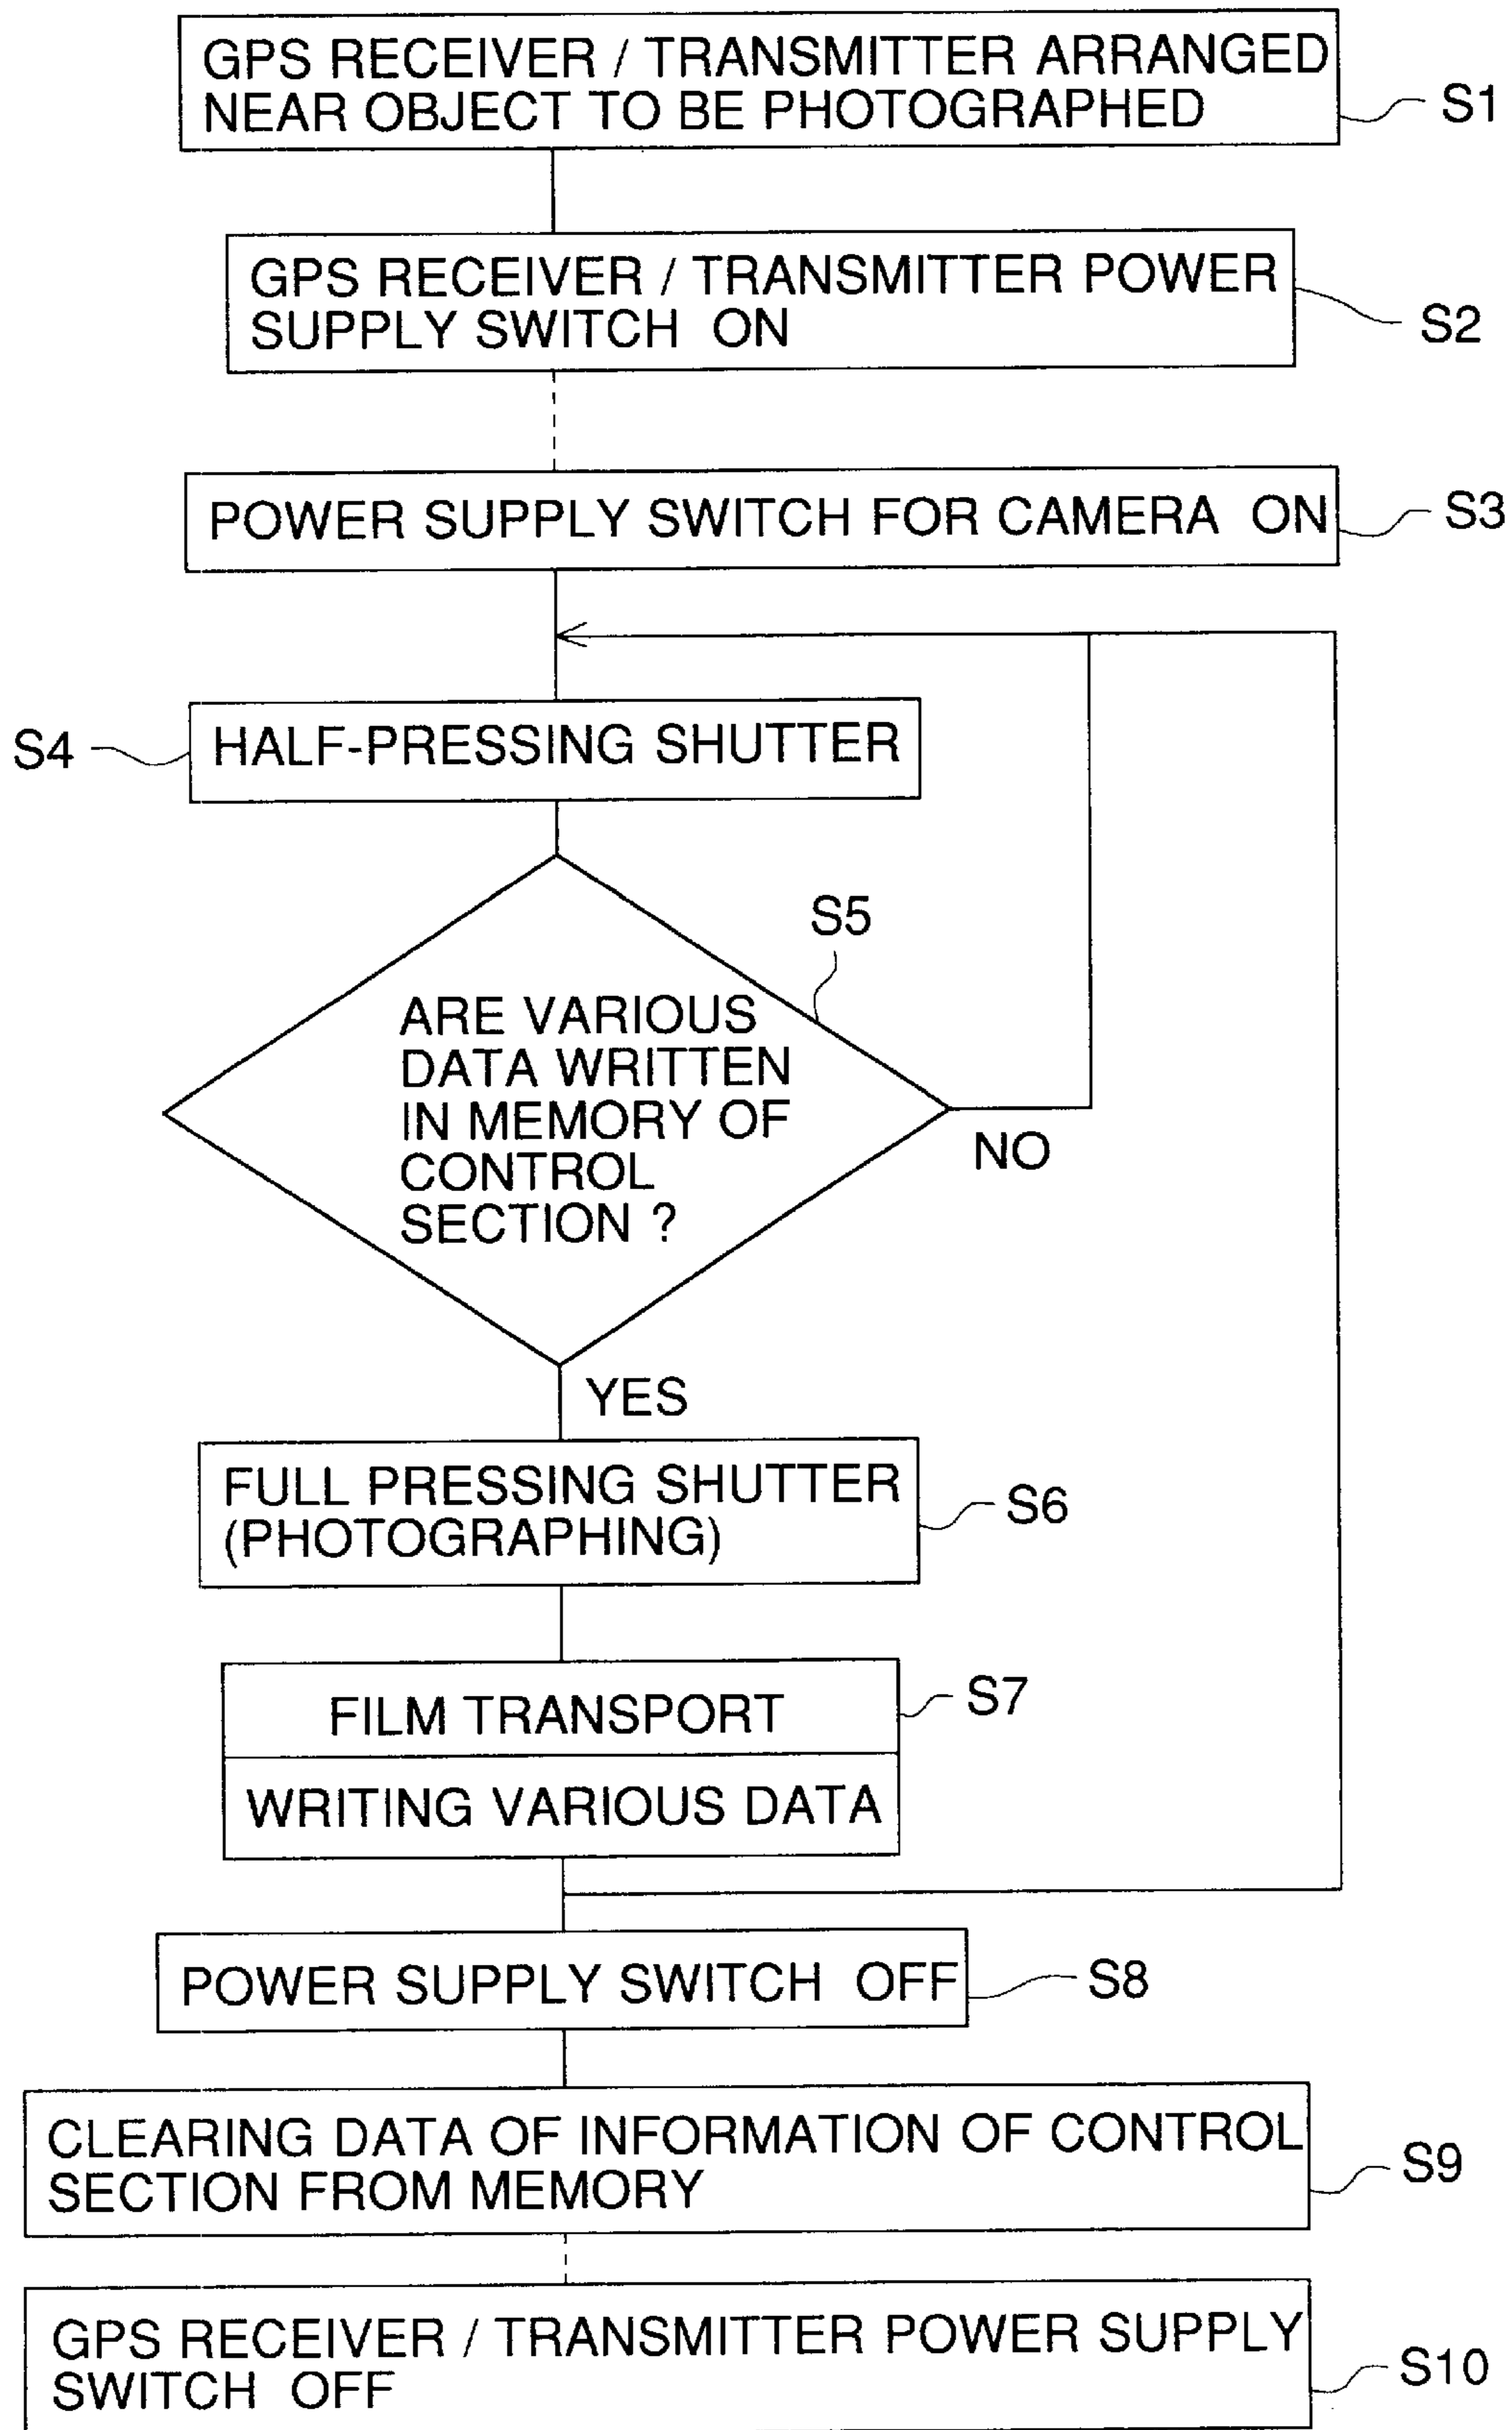 GPS RECEIVER / TRANSMITTER ARRANGED
NEAR OBJECT TO BE PHOTOGRAPHED
S1
GPS RECEIVER / TRANSMITTER POWER
SUPPLY SWITCH ON
S2
POWER SUPPLY SWITCH FOR CAMERA ON
S3
S4
HALF-PRESSING SHUTTER
S5
ARE VARIOUS
DATA WRITTEN
IN MEMORY OF
CONTROL
SECTION ?
NO
YES
FULL PRESSING SHUTTER
(PHOTOGRAPHING)
S6
FILM TRANSPORT
S7
WRITING VARIOUS DATA
POWER SUPPLY SWITCH OFF
S8
CLEARING DATA OF INFORMATION OF CONTROL
SECTION FROM MEMORY
S9
GPS RECEIVER / TRANSMITTER POWER SUPPLY
SWITCH OFF
S10